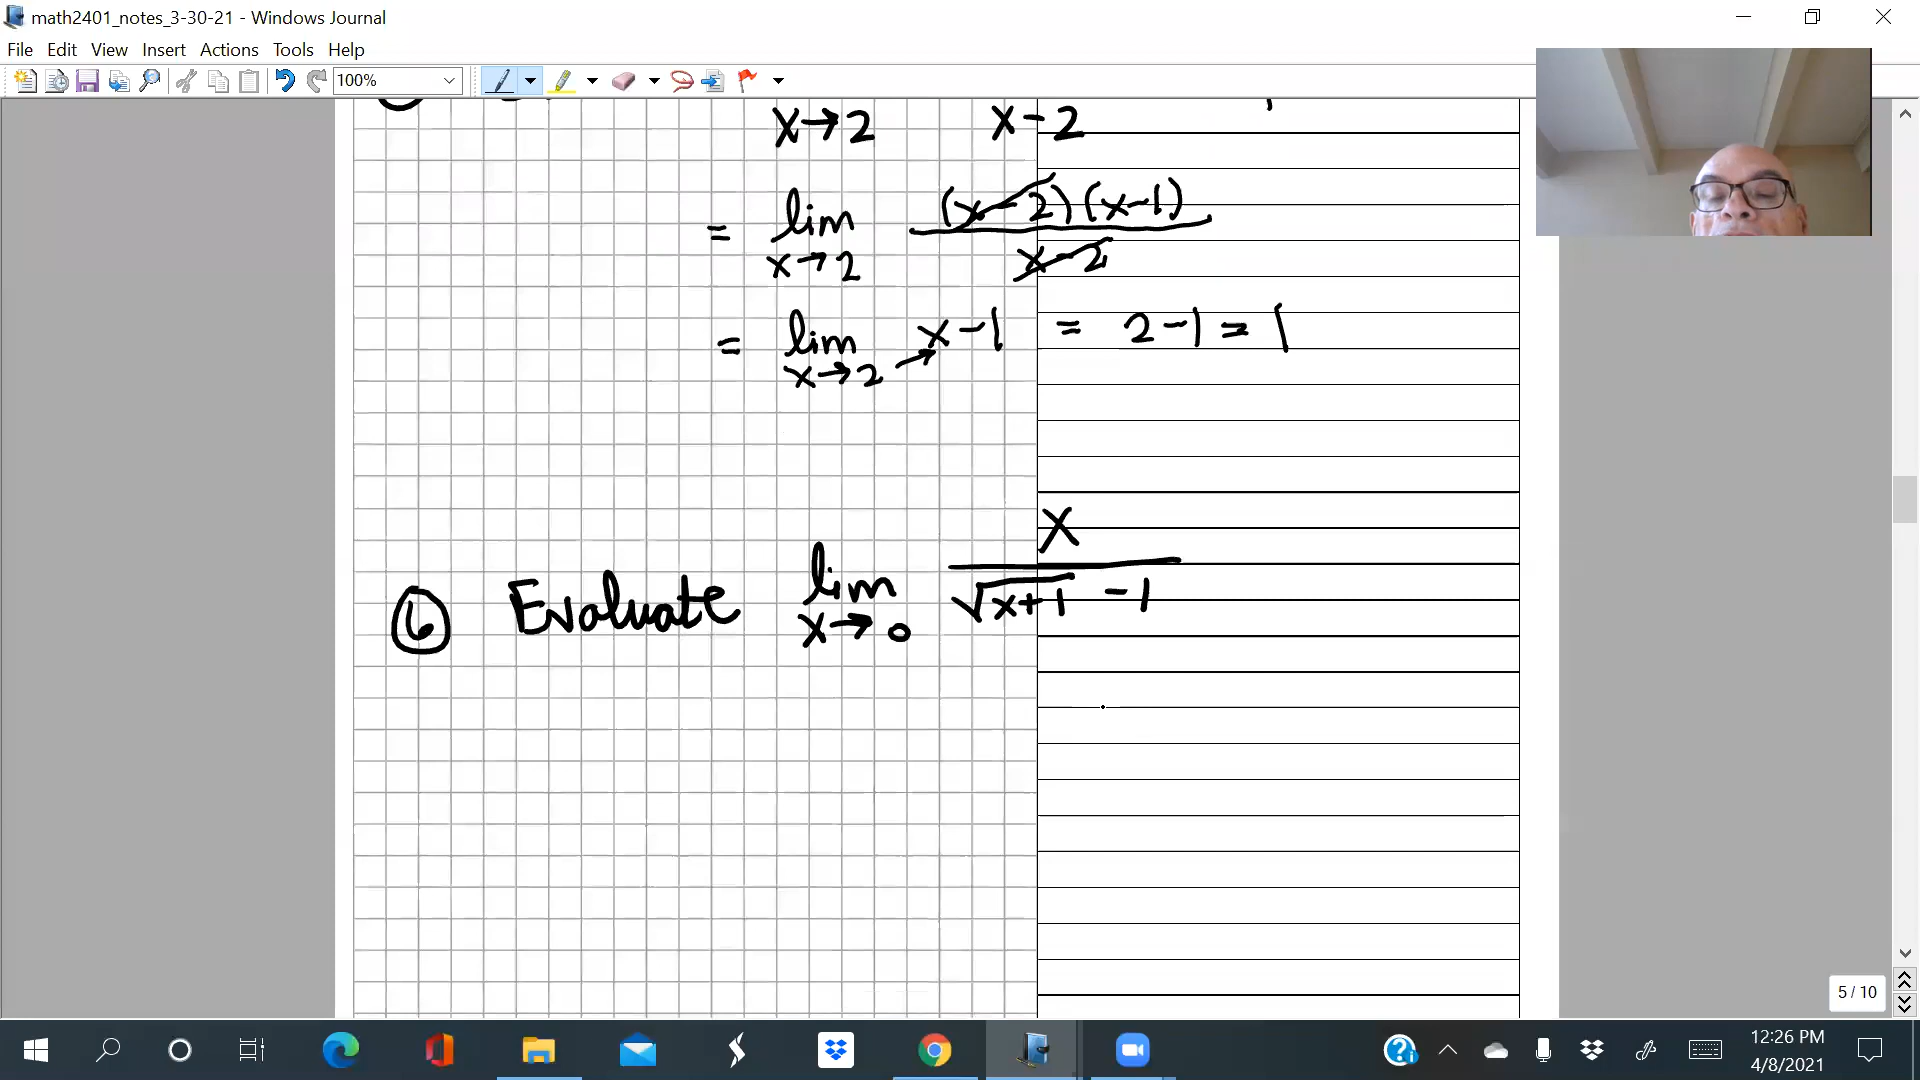 math2401_notes_3-30-21 - Windows Journal
File Edit View Insert Actions Tools Help
100%
x→2 x-2
= lim (x-2)(x-1)
x→2 x-2
= lim x-1 = 2-1=1
x→2
x
⑥ Evaluate lim √x+1 -1
x→0
5 / 10
12:26 PM
4/8/2021